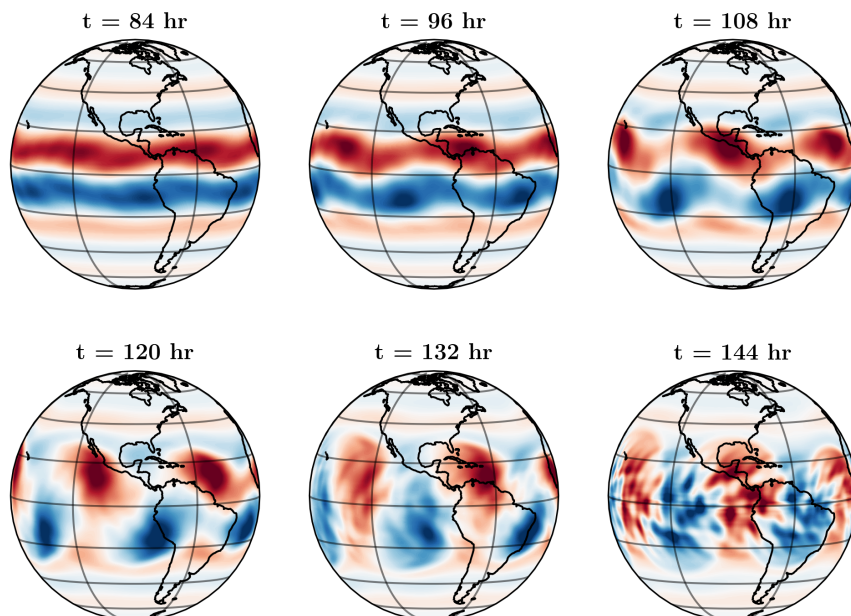 t = 84 hr
t = 96 hr
t = 108 hr
t = 120 hr
t = 132 hr
t = 144 hr